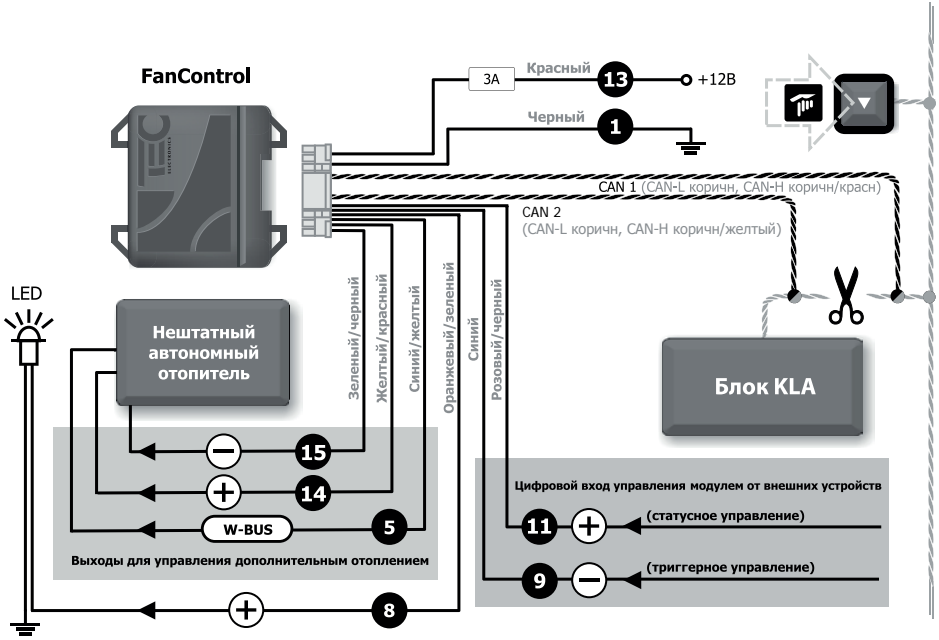 FanControl
TEC
ELECTRONICS
3А
Красный
13
+12В
Черный
1
CAN 1 (CAN-L коричн, CAN-H коричн/красн)
CAN 2
(CAN-L коричн, CAN-H коричн/желтый)
LED
Нештатный
автономный
отопитель
Зеленый/черный
Желтый/красный
Синий/желтый
Оранжевый/зеленый
Синий
Розовый/черный
Блок KLA
15
14
W-BUS
5
Выходы для управления дополнительным отоплением
8
Цифровой вход управления модулем от внешних устройств
11
(статусное управление)
9
(триггерное управление)